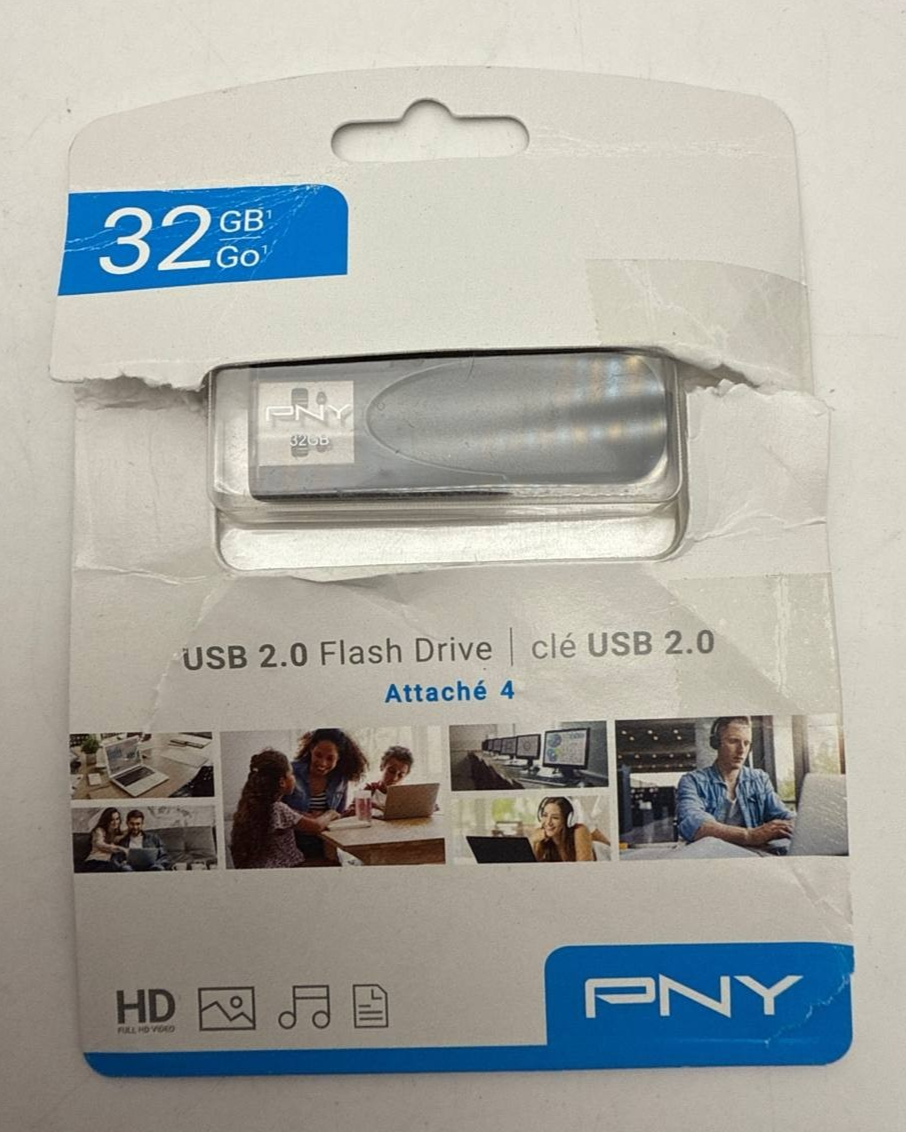 32 GB¹
Go¹
PNY
32GB
USB 2.0 Flash Drive | clé USB 2.0
Attaché 4
HD
FULL HD VIDEO
PNY